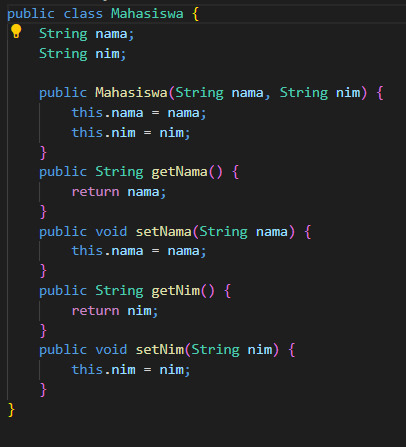 public class Mahasiswa {
    String nama;
    String nim;

    public Mahasiswa(String nama, String nim) {
        this.nama = nama;
        this.nim = nim;
    }
    public String getNama() {
        return nama;
    }
    public void setNama(String nama) {
        this.nama = nama;
    }
    public String getNim() {
        return nim;
    }
    public void setNim(String nim) {
        this.nim = nim;
    }
}